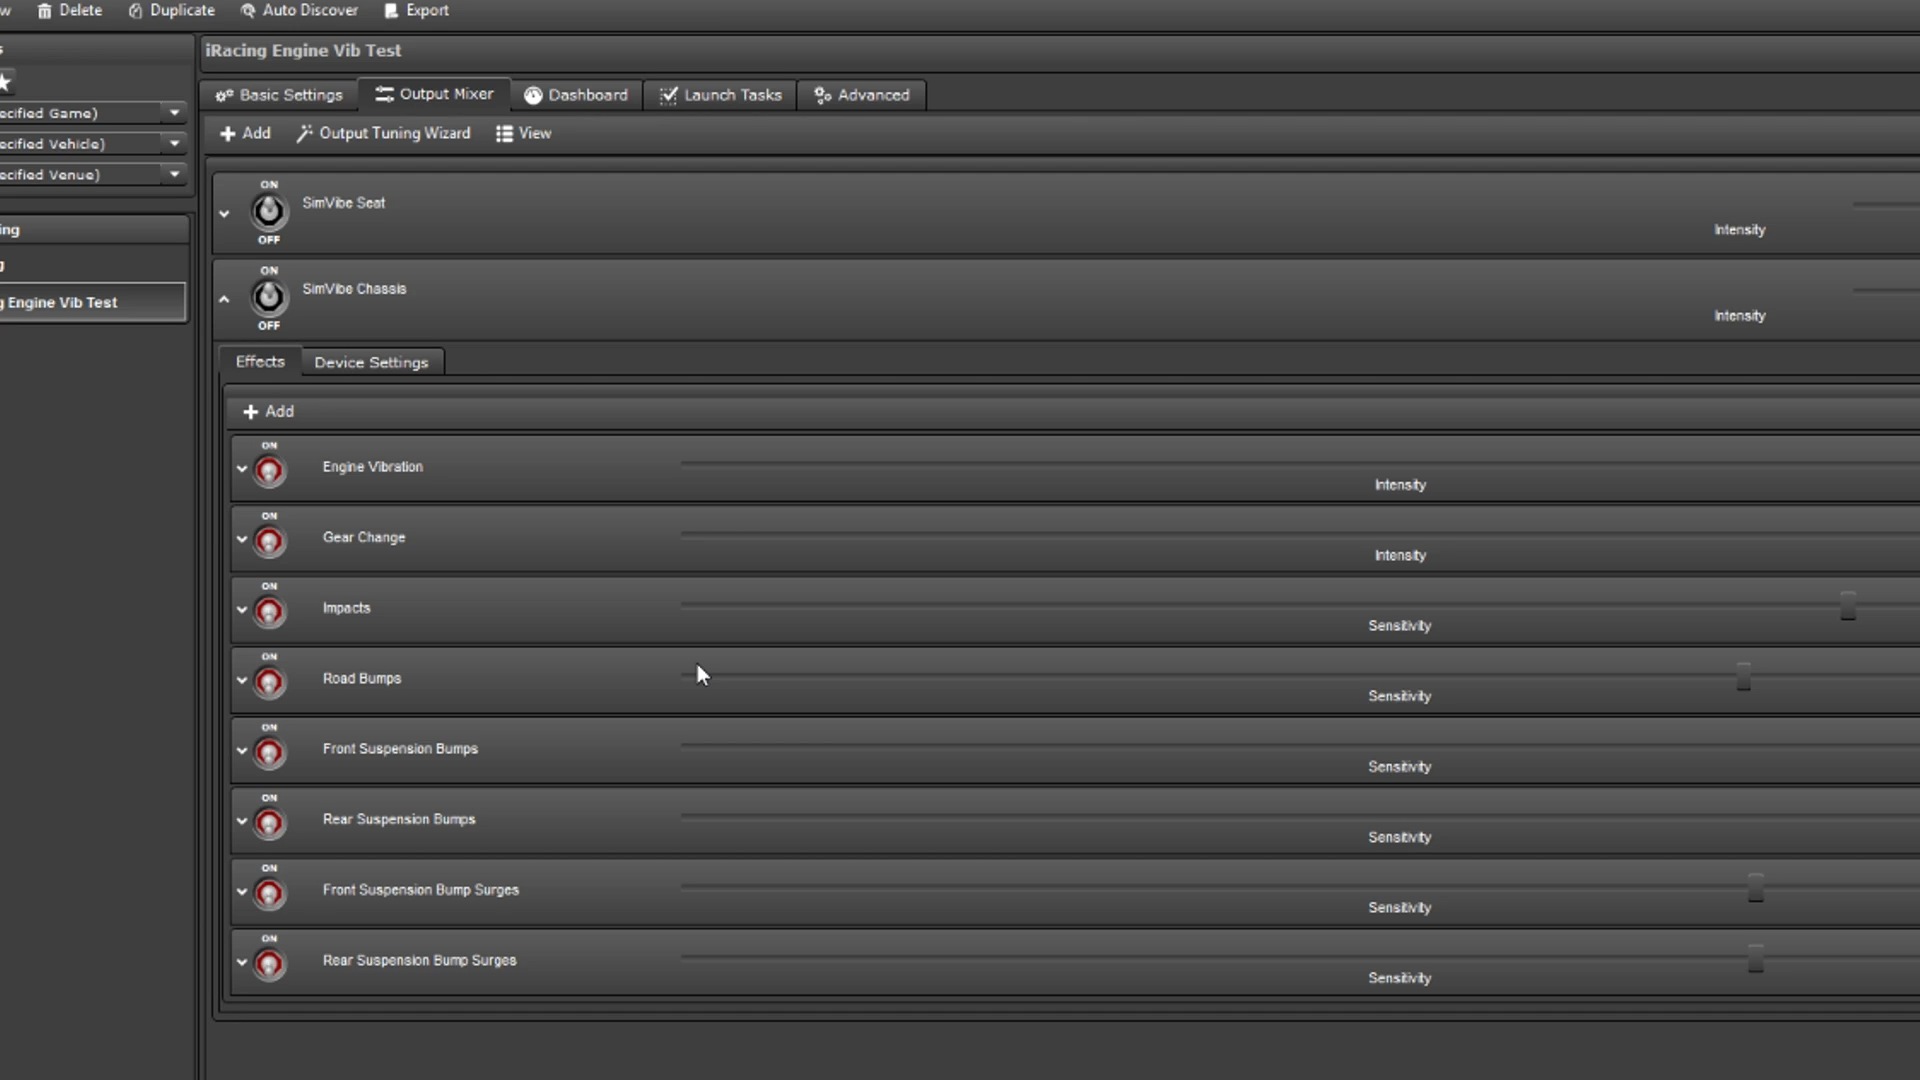 Delete Duplicate Auto Discover Export
iRacing Engine Vib Test
Basic Settings Output Mixer Dashboard Launch Tasks Advanced
ecified Game)
Add Output Tuning Wizard View
ecified Vehicle)
ecified Venue)
ON
SimVibe Seat
Intensity
OFF
ing
ON
g
SimVibe Chassis
g Engine Vib Test
Intensity
OFF
Effects Device Settings
Add
ON
Engine Vibration
Intensity
ON
Gear Change
Intensity
ON
Impacts
Sensitivity
ON
Road Bumps
Sensitivity
ON
Front Suspension Bumps
Sensitivity
ON
Rear Suspension Bumps
Sensitivity
ON
Front Suspension Bump Surges
Sensitivity
ON
Rear Suspension Bump Surges
Sensitivity